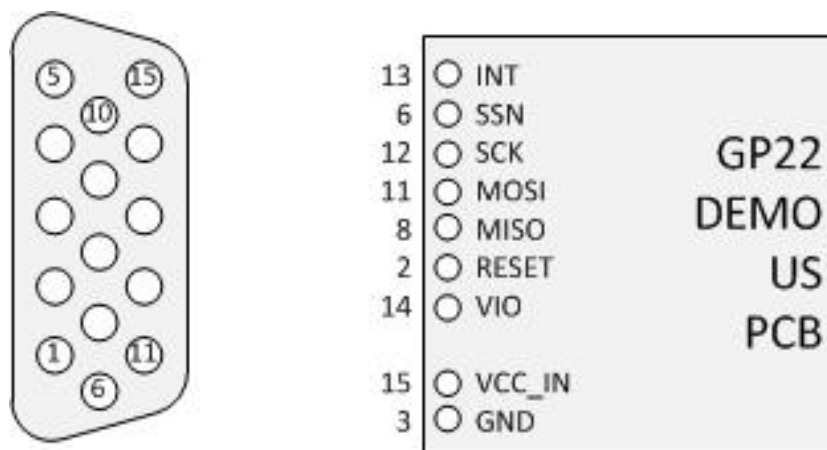 5
15
10
1
11
6
13 INT
6 SSN
12 SCK
11 MOSI
8 MISO
2 RESET
14 VIO
15 VCC_IN
3 GND
GP22
DEMO
US
PCB